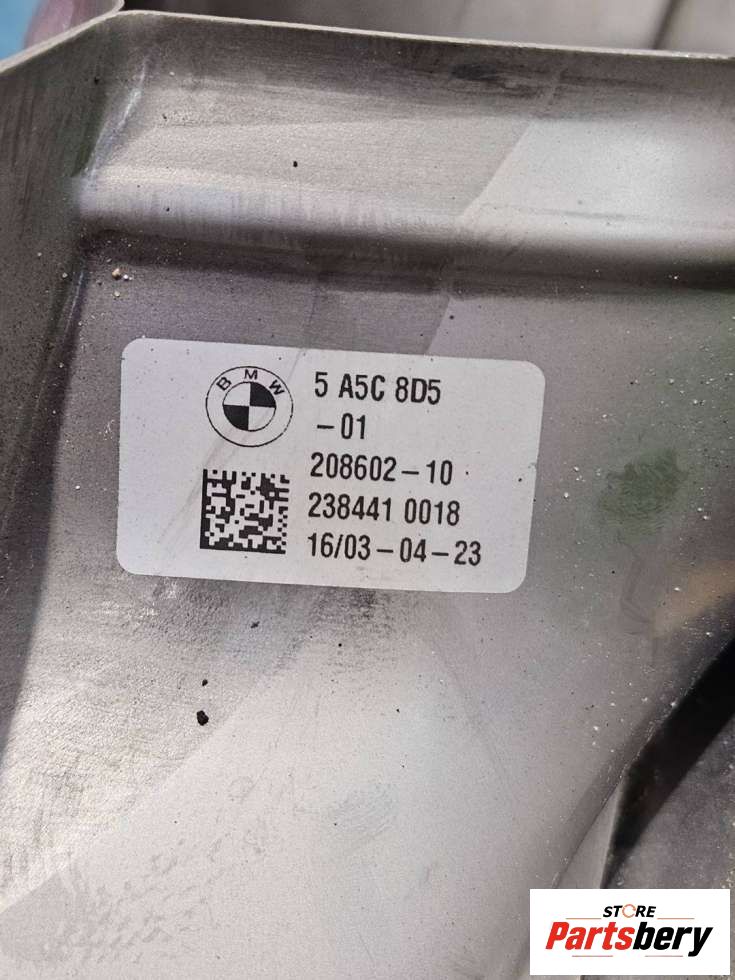 BMW
5 A5C 8D5
-01
208602-10
238441 0018
16/03-04-23
STORE
Partsbery